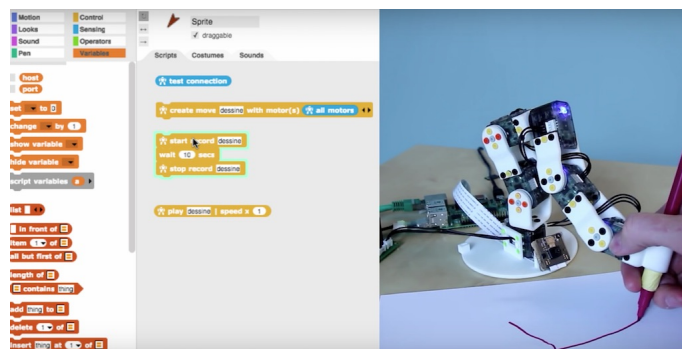 Motion
Control
Looks
Sensing
Sound
Operators
Pen
Variables
host
port
set to 0
change by 1
show variable
hide variable
script variables a
list
in front of
item 1 of
all but first of
length of
contains thing
add thing to
delete 1 of
insert thing at 1 of
Sprite
draggable
Scripts Costumes Sounds
test connection
create move dessine with motor(s) all motors
start record dessine
wait 10 secs
stop record dessine
play dessine | speed x 1